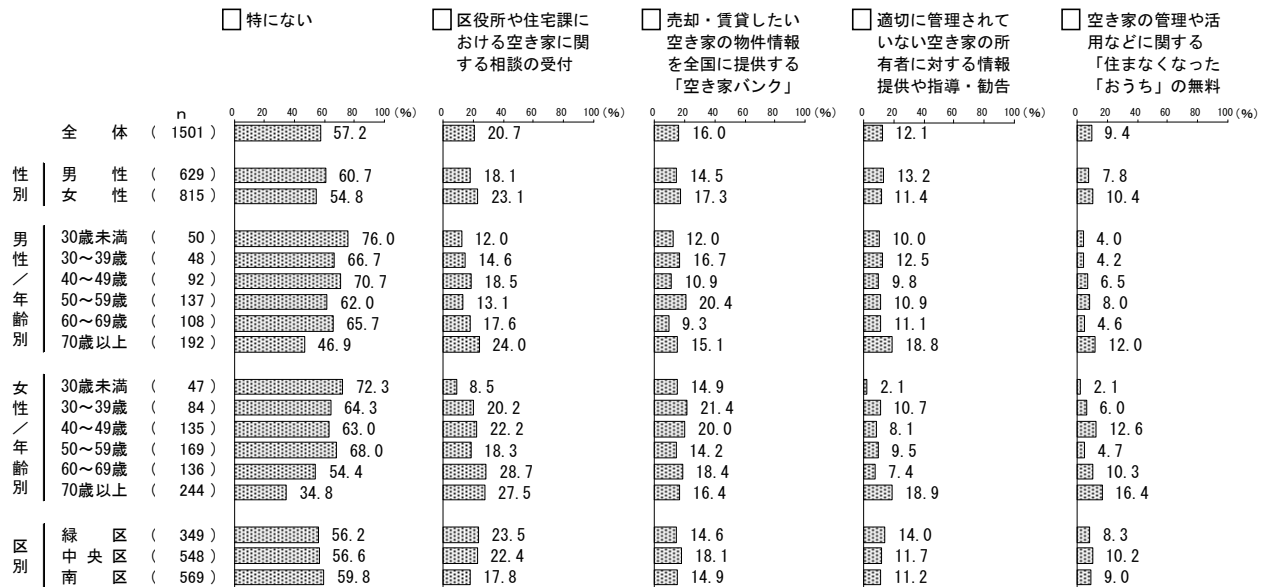 特にない
区役所や住宅課に
おける空き家に関
する相談の受付
売却・賃貸したい
空き家の物件情報
を全国に提供する
「空き家バンク」
適切に管理されて
いない空き家の所
有者に対する情報
提供や指導・勧告
空き家の管理や活
用などに関する
「住まなくなった
「おうち」の無料
0 20 40 60 80 100 (%) 0 20 40 60 80 100 (%) 0 20 40 60 80 100 (%) 0 20 40 60 80 100 (%) 0 20 40 60 80 100 (%)
n
全体 ( 1501 ) 57.2 20.7 16.0 12.1 9.4
性別
男性 ( 629 ) 60.7 18.1 14.5 13.2 7.8
女性 ( 815 ) 54.8 23.1 17.3 11.4 10.4
男性/年齢別
30歳未満 ( 50 ) 76.0 12.0 12.0 10.0 4.0
30~39歳 ( 48 ) 66.7 14.6 16.7 12.5 4.2
40~49歳 ( 92 ) 70.7 18.5 10.9 9.8 6.5
50~59歳 ( 137 ) 62.0 13.1 20.4 10.9 8.0
60~69歳 ( 108 ) 65.7 17.6 9.3 11.1 4.6
70歳以上 ( 192 ) 46.9 24.0 15.1 18.8 12.0
女性/年齢別
30歳未満 ( 47 ) 72.3 8.5 14.9 2.1 2.1
30~39歳 ( 84 ) 64.3 20.2 21.4 10.7 6.0
40~49歳 ( 135 ) 63.0 22.2 20.0 8.1 12.6
50~59歳 ( 169 ) 68.0 18.3 14.2 9.5 4.7
60~69歳 ( 136 ) 54.4 28.7 18.4 7.4 10.3
70歳以上 ( 244 ) 34.8 27.5 16.4 18.9 16.4
区別
緑区 ( 349 ) 56.2 23.5 14.6 14.0 8.3
中央区 ( 548 ) 56.6 22.4 18.1 11.7 10.2
南区 ( 569 ) 59.8 17.8 14.9 11.2 9.0